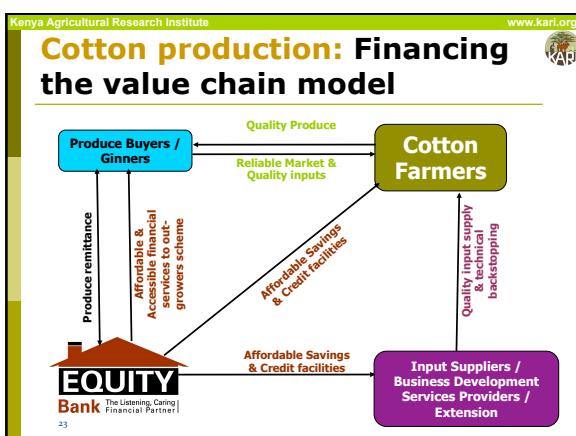 Kenya Agricultural Research Institute
www.kari.org
Cotton production: Financing
the value chain model
KARI
Quality Produce
Produce Buyers /
Ginners
Cotton
Farmers
Reliable Market &
Quality inputs
Produce remittance
Affordable &
Accessible financial
services to out-
growers scheme
Affordable Savings
& Credit facilities
Quality input supply
& technical
backstopping
Affordable Savings
& Credit facilities
EQUITY
Bank
The Listening, Caring
Financial Partner
Input Suppliers /
Business Development
Services Providers /
Extension
23